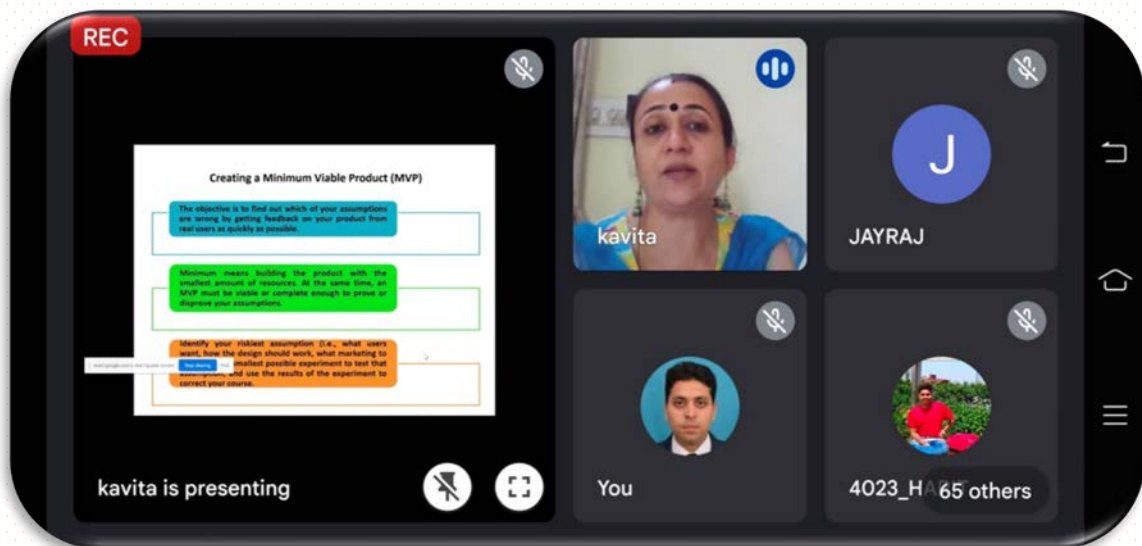 REC
Creating a Minimum Viable Product (MVP)
The objective is to find out which of your assumptions
are wrong by getting feedback on your product from
real users as quickly as possible.
Minimum means building the product with the
smallest amount of resources. At the same time, an
MVP must be viable or complete enough to prove or
disprove your assumptions.
Identify your riskiest assumption (i.e., what users
want, how the design should work, what marketing to
smallest possible experiment to test that
and use the results of the experiment to
correct your course.
Stop sharing
kavita is presenting
kavita
J
JAYRAJ
You
65 others